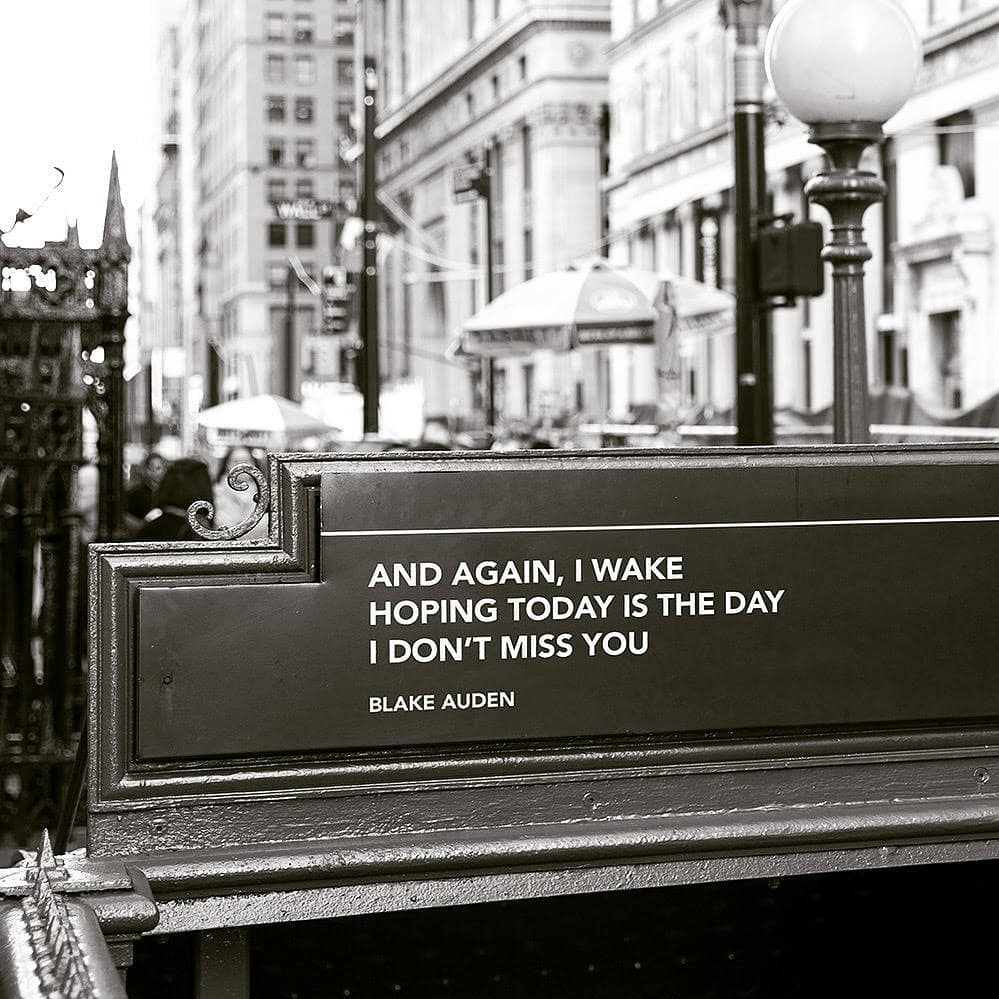 AND AGAIN, I WAKE
HOPING TODAY IS THE DAY
I DON'T MISS YOU
BLAKE AUDEN